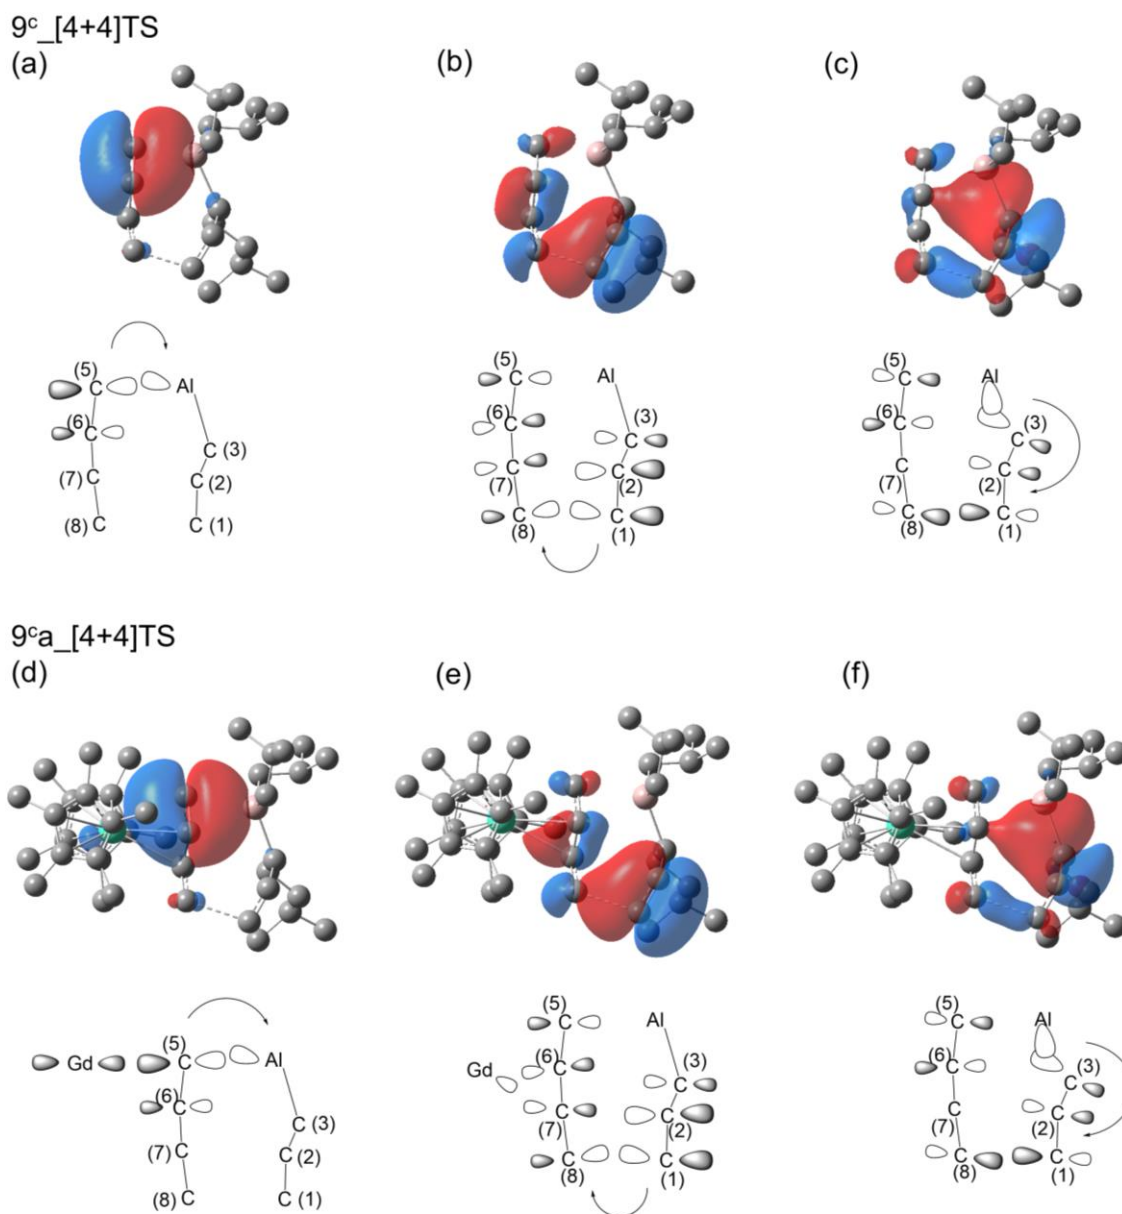 9ᶜ_[4+4]TS
(a) (b) (c)
(5) C Al
(6) C
C (3)
(7) C C (2)
(8) C C (1)
(5) C Al
(6) C (3) C
C (7) C (2)
C (8) C (1)
(5) C Al
(6) C (3) C
C (7) C (2)
C (8) C (1)
9ᶜa_[4+4]TS
(d) (e) (f)
Gd (5) C Al
(6) C
C (3)
(7) C C (2)
(8) C C (1)
(5) C Al
Gd (6) C (3) C
C (7) C (2)
C (8) C (1)
(5) C Al
(6) C (3) C
C (7) C (2)
C (8) C (1)